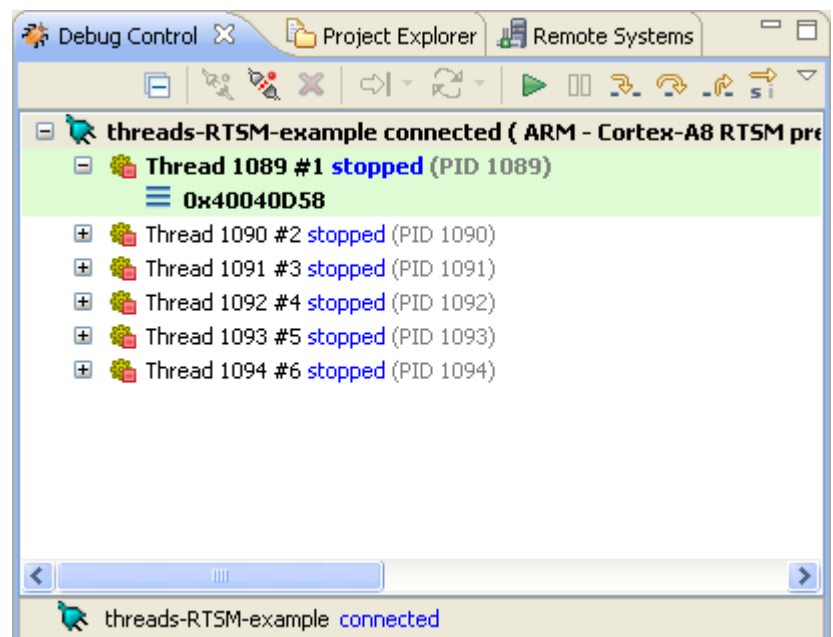 Debug Control Project Explorer Remote Systems
s i
threads-RTSM-example connected ( ARM - Cortex-A8 RTSM pre
Thread 1089 #1 stopped (PID 1089)
0x40040D58
Thread 1090 #2 stopped (PID 1090)
Thread 1091 #3 stopped (PID 1091)
Thread 1092 #4 stopped (PID 1092)
Thread 1093 #5 stopped (PID 1093)
Thread 1094 #6 stopped (PID 1094)
threads-RTSM-example connected